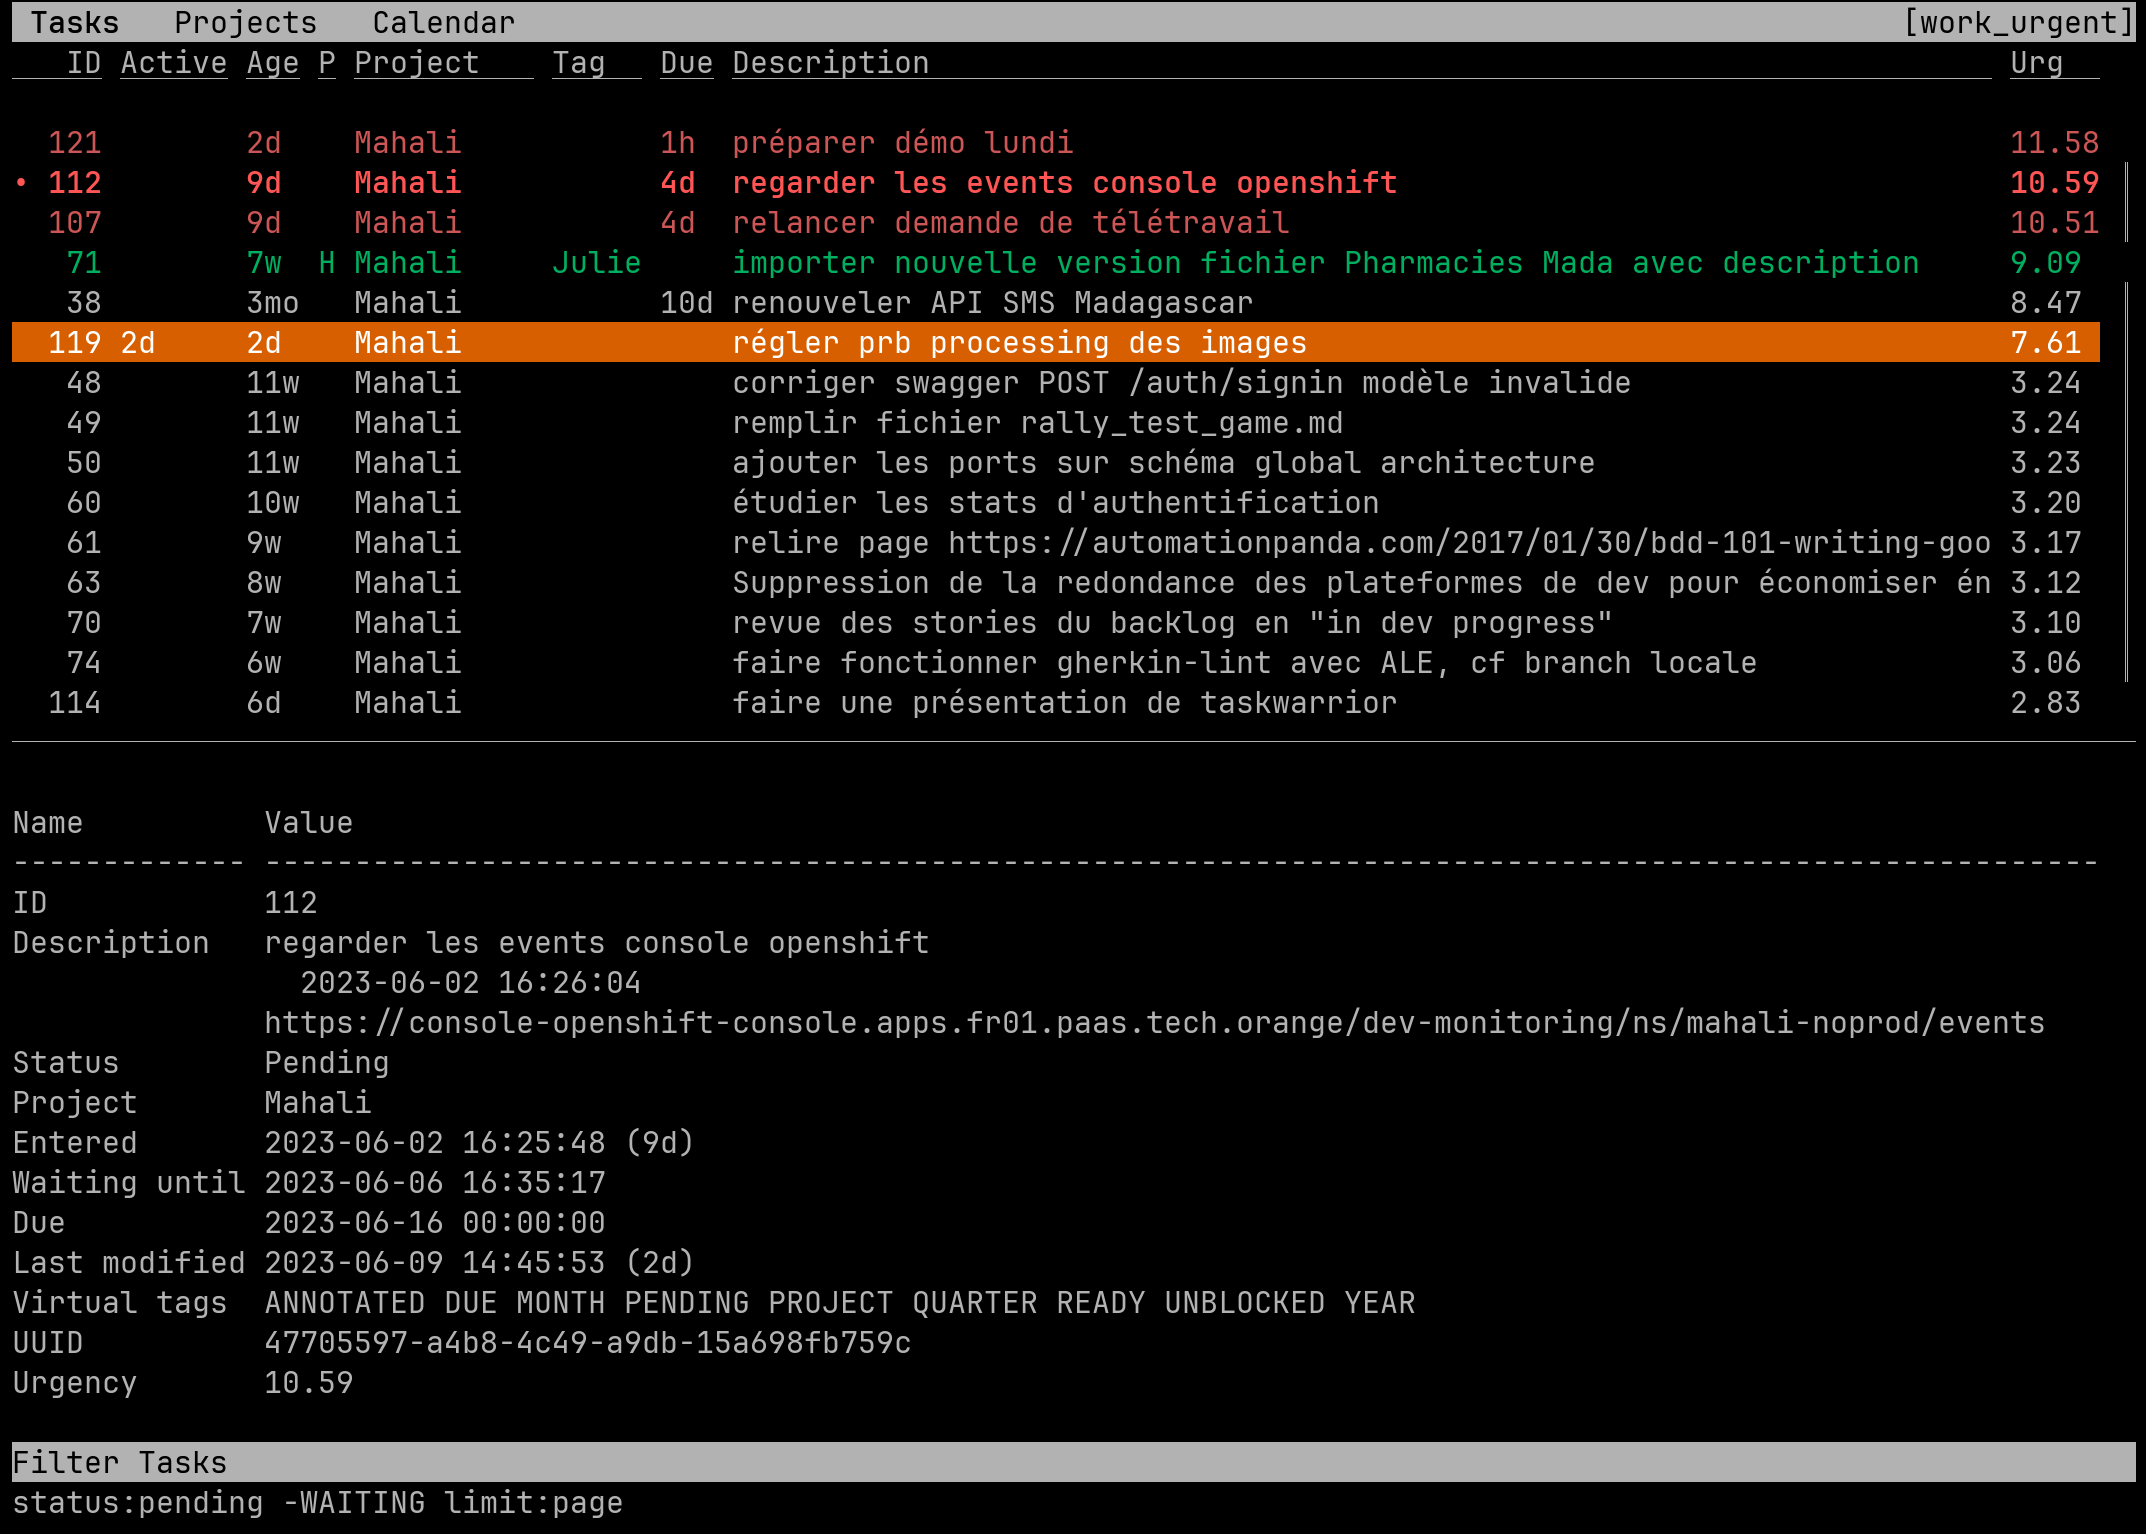 Tasks Projects Calendar [work_urgent]
ID Active Age P Project Tag Due Description Urg
121 2d Mahali 1h préparer démo lundi 11.58
• 112 9d Mahali 4d regarder les events console openshift 10.59
107 9d Mahali 4d relancer demande de télétravail 10.51
71 7w H Mahali Julie importer nouvelle version fichier Pharmacies Mada avec description 9.09
38 3mo Mahali 10d renouveler API SMS Madagascar 8.47
119 2d 2d Mahali régler prb processing des images 7.61
48 11w Mahali corriger swagger POST /auth/signin modèle invalide 3.24
49 11w Mahali remplir fichier rally_test_game.md 3.24
50 11w Mahali ajouter les ports sur schéma global architecture 3.23
60 10w Mahali étudier les stats d'authentification 3.20
61 9w Mahali relire page https://automationpanda.com/2017/01/30/bdd-101-writing-goo 3.17
63 8w Mahali Suppression de la redondance des plateformes de dev pour économiser én 3.12
70 7w Mahali revue des stories du backlog en "in dev progress" 3.10
74 6w Mahali faire fonctionner gherkin-lint avec ALE, cf branch locale 3.06
114 6d Mahali faire une présentation de taskwarrior 2.83
Name Value
------------- ------------------------------------------------------------------------------------------------------
ID 112
Description regarder les events console openshift
2023-06-02 16:26:04
https://console-openshift-console.apps.fr01.paas.tech.orange/dev-monitoring/ns/mahali-noprod/events
Status Pending
Project Mahali
Entered 2023-06-02 16:25:48 (9d)
Waiting until 2023-06-06 16:35:17
Due 2023-06-16 00:00:00
Last modified 2023-06-09 14:45:53 (2d)
Virtual tags ANNOTATED DUE MONTH PENDING PROJECT QUARTER READY UNBLOCKED YEAR
UUID 47705597-a4b8-4c49-a9db-15a698fb759c
Urgency 10.59
Filter Tasks
status:pending -WAITING limit:page